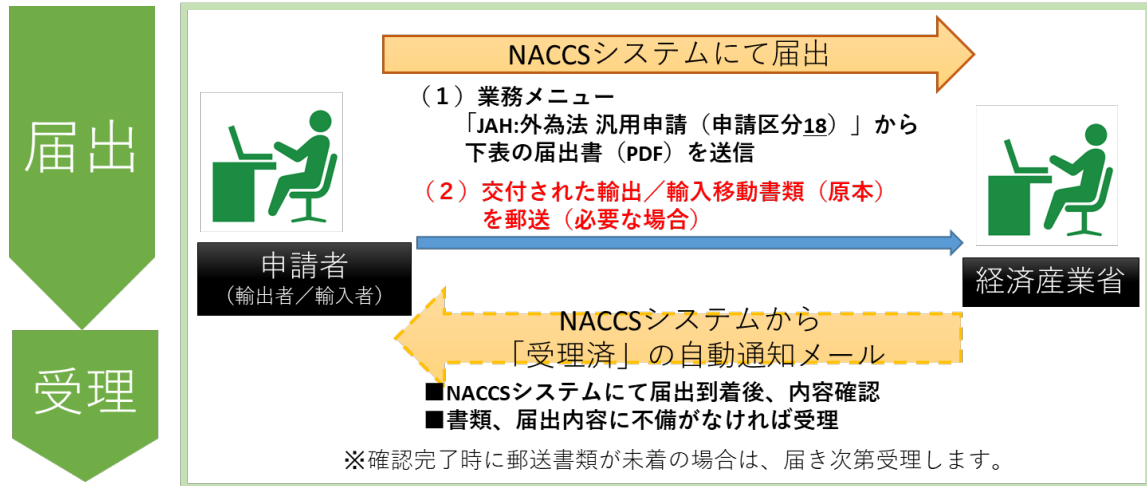 届出
NACCSシステムにて届出
（１）業務メニュー
「JAH:外為法 汎用申請（申請区分18）」から
下表の届出書（PDF）を送信
（２）交付された輸出／輸入移動書類（原本）
を郵送（必要な場合）
申請者
（輸出者／輸入者）
経済産業省
受理
NACCSシステムから
「受理済」の自動通知メール
■NACCSシステムにて届出到着後、内容確認
■書類、届出内容に不備がなければ受理
※確認完了時に郵送書類が未着の場合は、届き次第受理します。